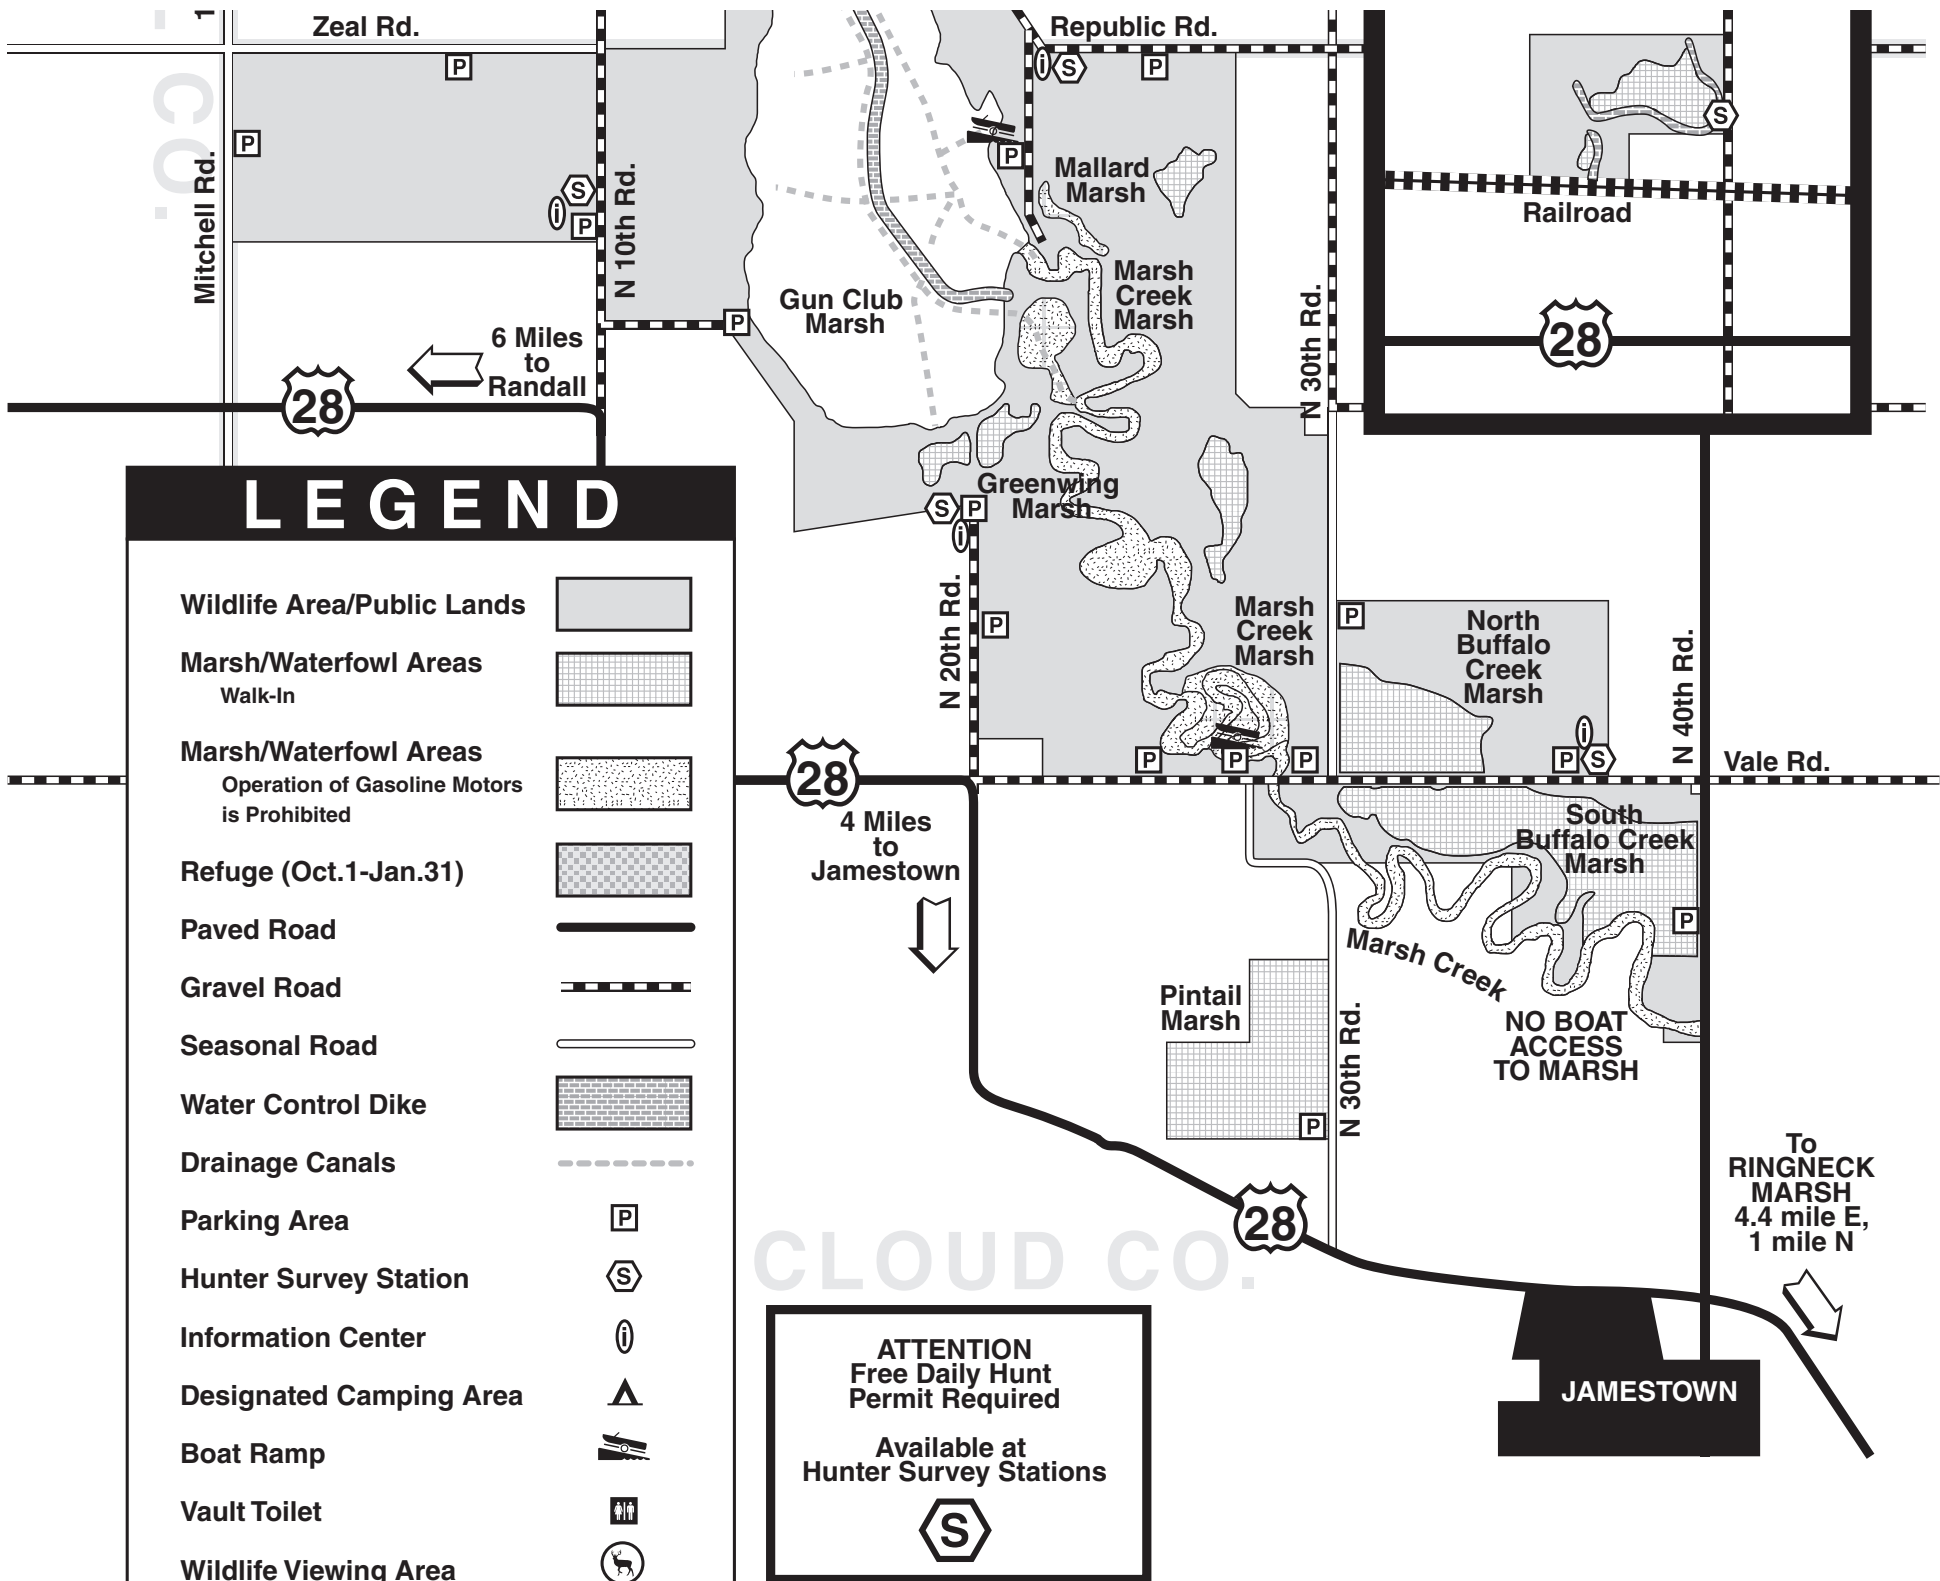 Zeal Rd.
Republic Rd.
CO.
P
P
i
S
P
S
P
Mitchell Rd.
S
i
P
N 10th Rd.
P
Mallard
Marsh
Railroad
Gun Club
Marsh
Marsh
Creek
Marsh
N 30th Rd.
28
P
6 Miles
to
Randall
28
Greenwing
Marsh
S
P
i
N 20th Rd.
P
Marsh
Creek
Marsh
P
North
Buffalo
Creek
Marsh
N 40th Rd.
P
P
P
P
i
S
Vale Rd.
28
4 Miles
to
Jamestown
South
Buffalo Creek
Marsh
P
Marsh Creek
NO BOAT
ACCESS
TO MARSH
Pintail
Marsh
P
N 30th Rd.
To
RINGNECK
MARSH
4.4 mile E,
1 mile N
28
CLOUD CO.
JAMESTOWN
LEGEND
Wildlife Area/Public Lands
Marsh/Waterfowl Areas
Walk-In
Marsh/Waterfowl Areas
Operation of Gasoline Motors
is Prohibited
Refuge (Oct.1-Jan.31)
Paved Road
Gravel Road
Seasonal Road
Water Control Dike
Drainage Canals
Parking Area P
Hunter Survey Station S
Information Center i
Designated Camping Area
Boat Ramp
Vault Toilet
Wildlife Viewing Area
ATTENTION
Free Daily Hunt
Permit Required
Available at
Hunter Survey Stations
S